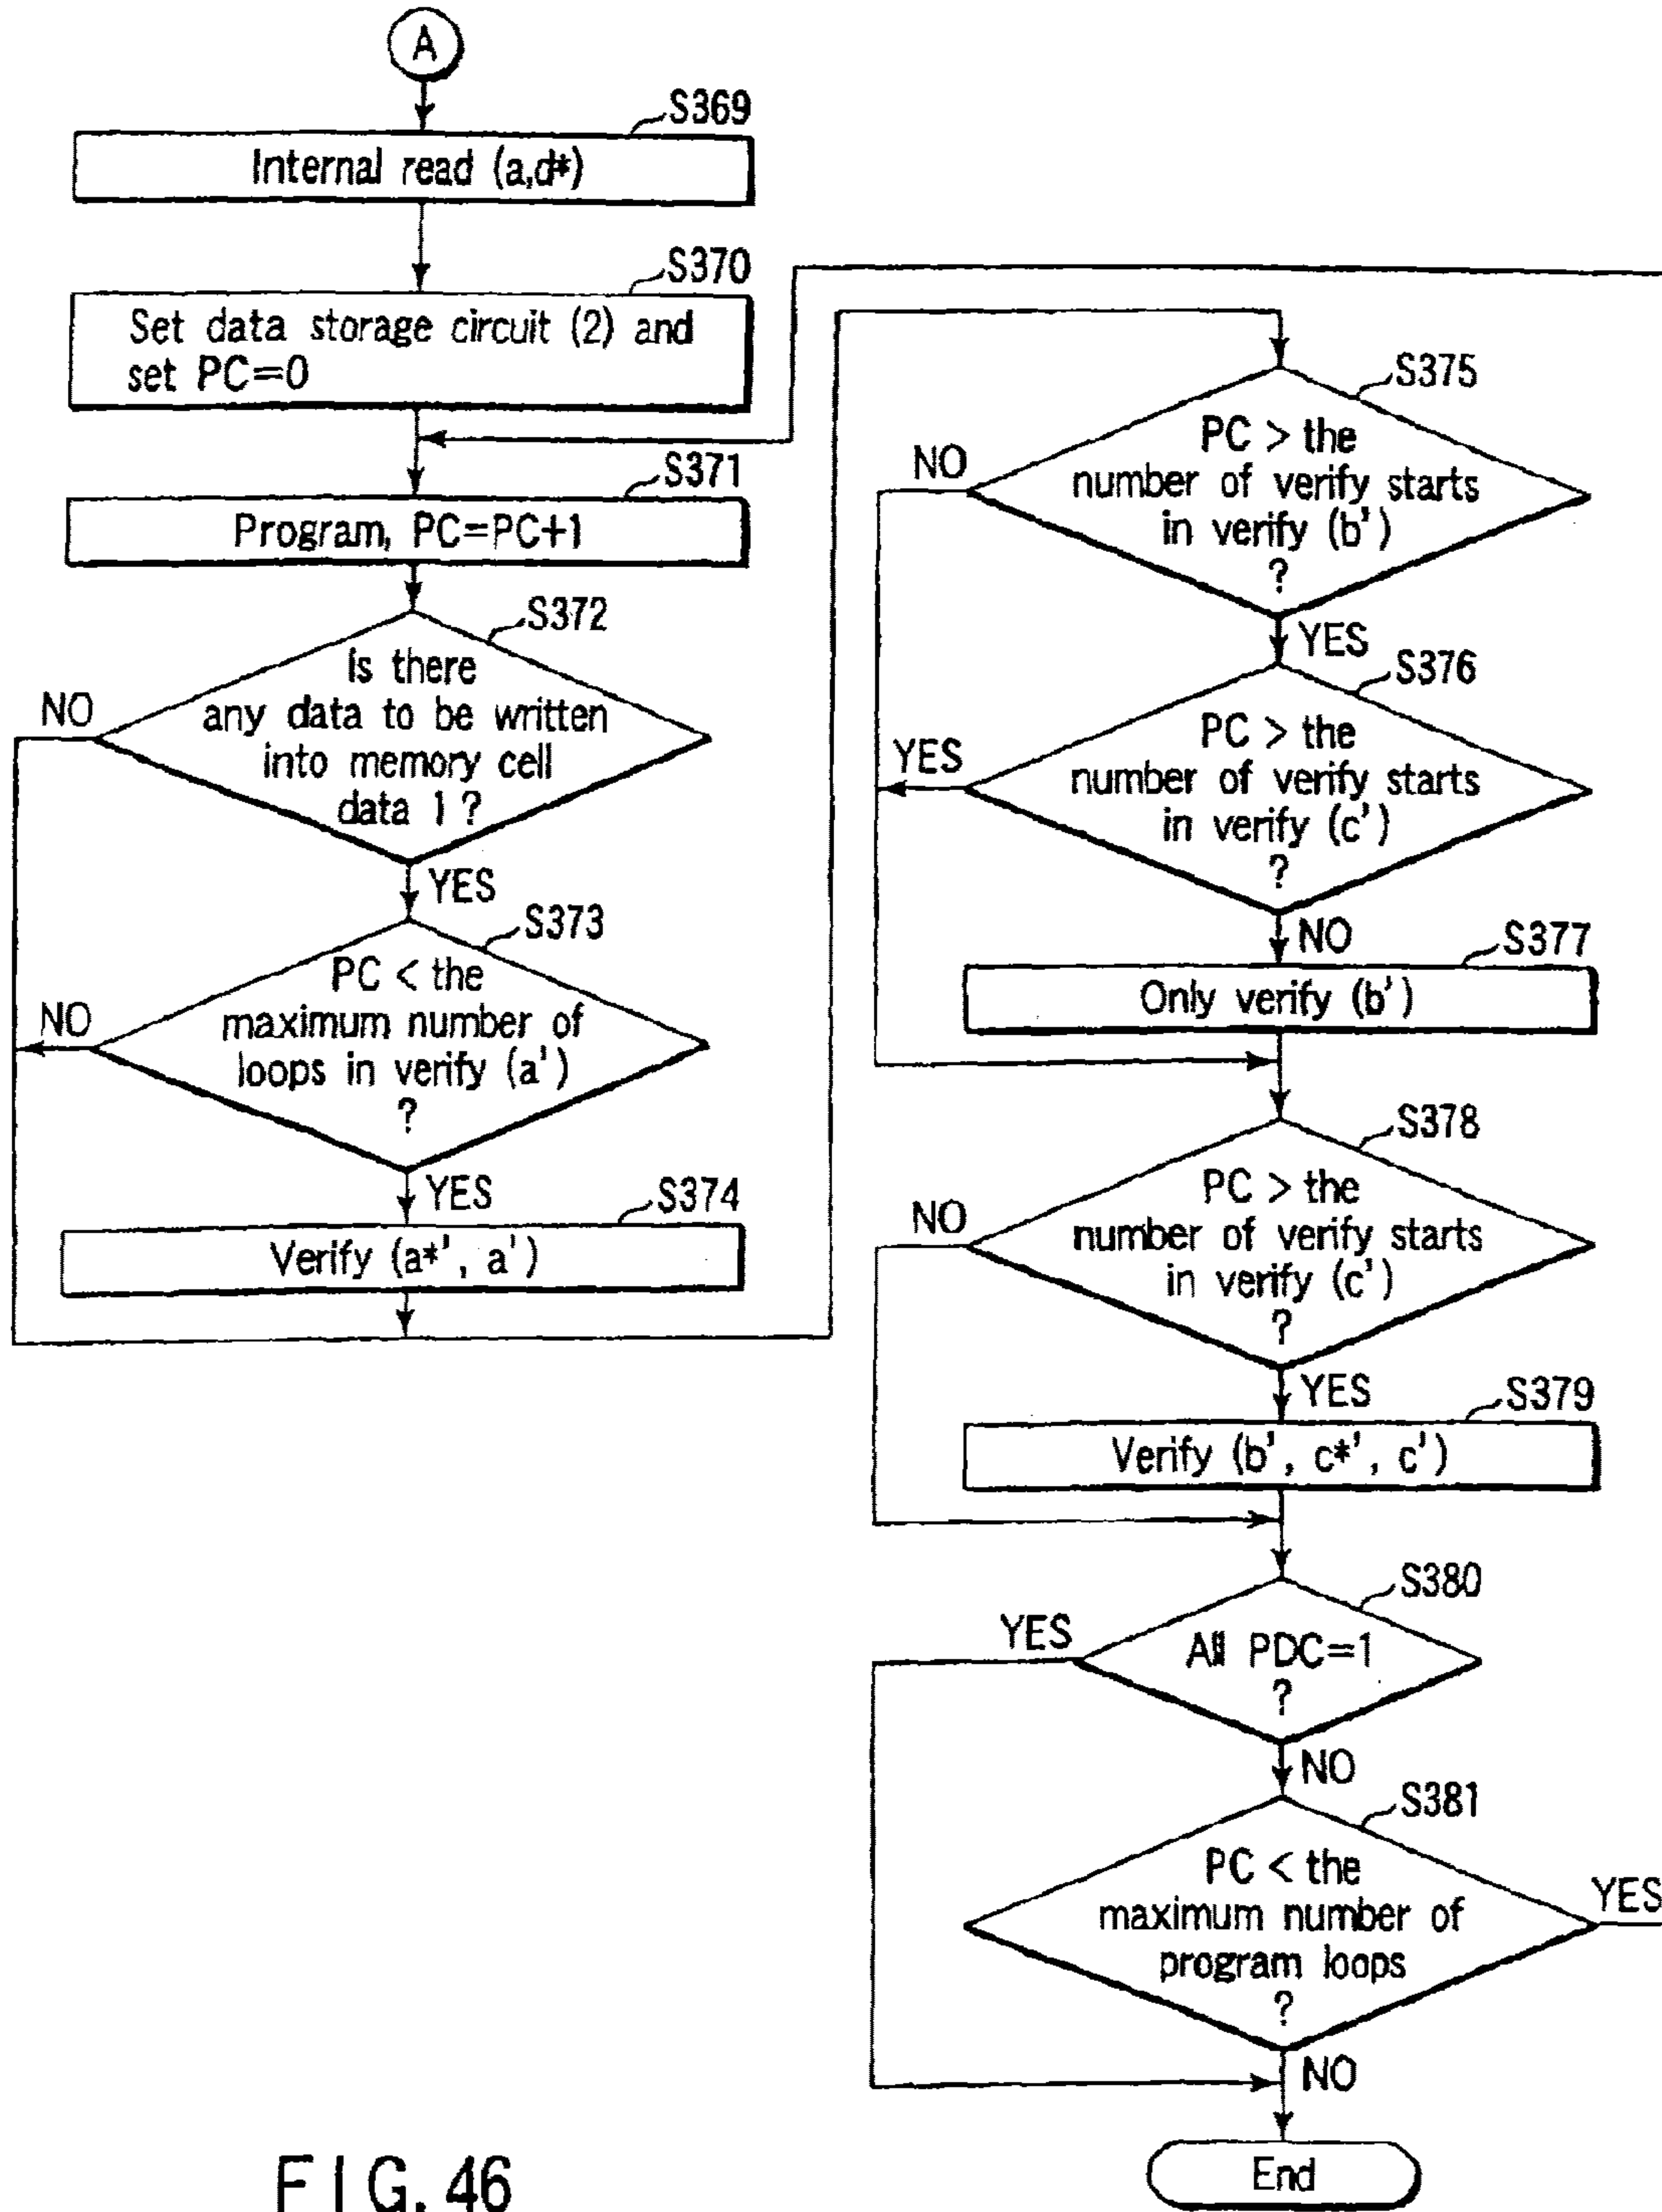 A
S369
Internal read (a,d*)
S370
Set data storage circuit (2) and
set PC=0
S371
Program, PC=PC+1
S372
Is there
any data to be written
into memory cell
data 1 ?
NO
YES
S373
PC < the
maximum number of
loops in verify (a')
?
NO
YES
S374
Verify (a*', a')
S375
PC > the
number of verify starts
in verify (b')
?
NO
YES
S376
PC > the
number of verify starts
in verify (c')
?
YES
NO
S377
Only verify (b')
S378
PC > the
number of verify starts
in verify (c')
?
NO
YES
S379
Verify (b', c*', c')
S380
All PDC=1
?
YES
NO
S381
PC < the
maximum number of
program loops
?
YES
NO
End
FIG. 46